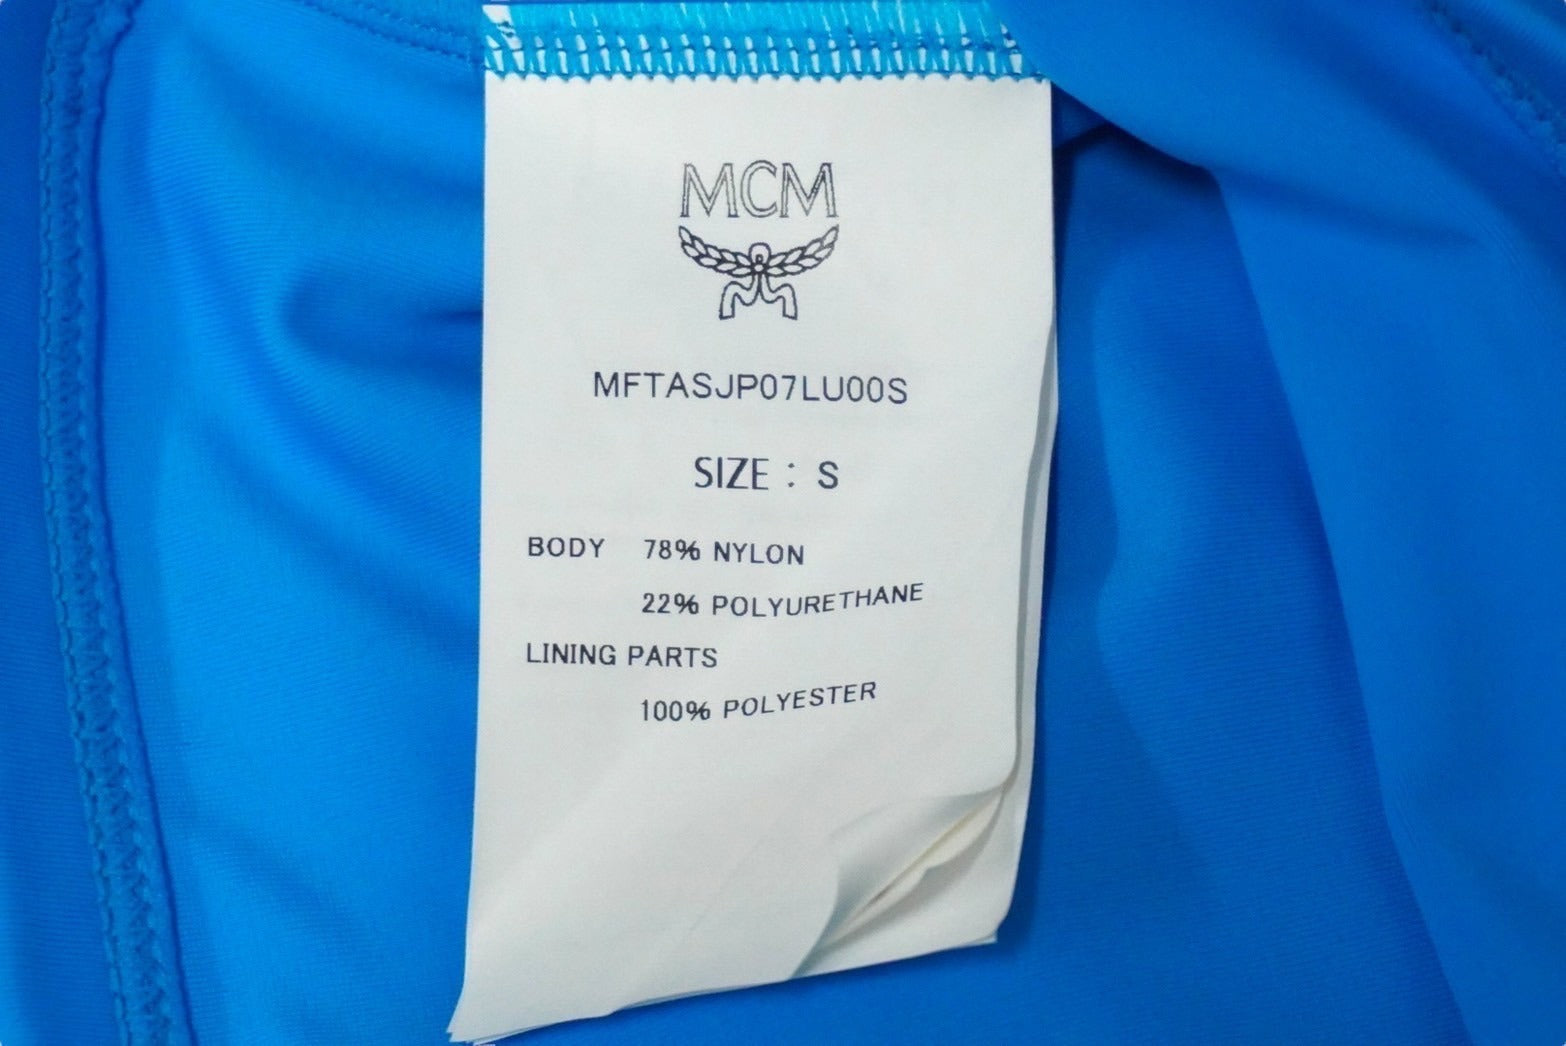 MCM
MFTASJP07LU00S
SIZE : S
BODY 78% NYLON
22% POLYURETHANE
LINING PARTS
100% POLYESTER